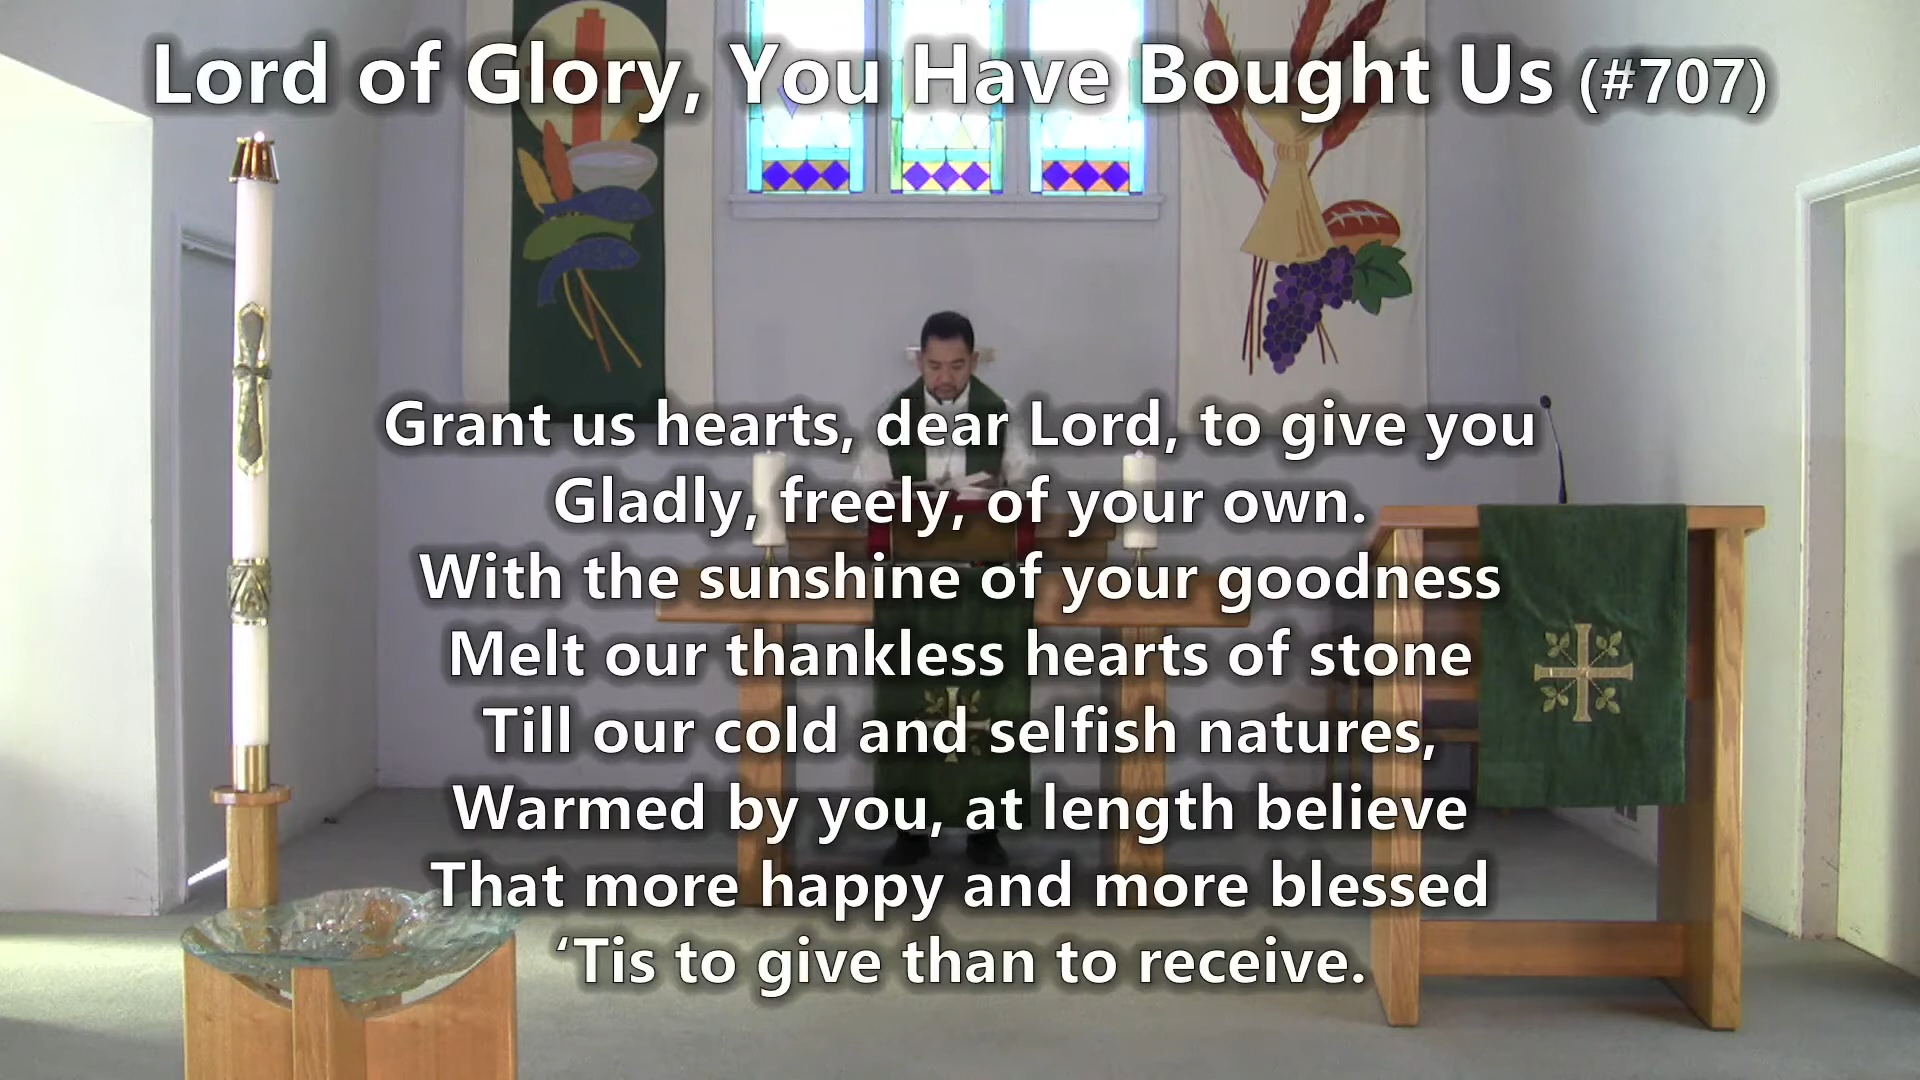 Lord of Glory, You Have Bought Us (#707)
Grant us hearts, dear Lord, to give you
Gladly, freely, of your own.
With the sunshine of your goodness
Melt our thankless hearts of stone
Till our cold and selfish natures,
Warmed by you, at length believe
That more happy and more blessed
‘Tis to give than to receive.